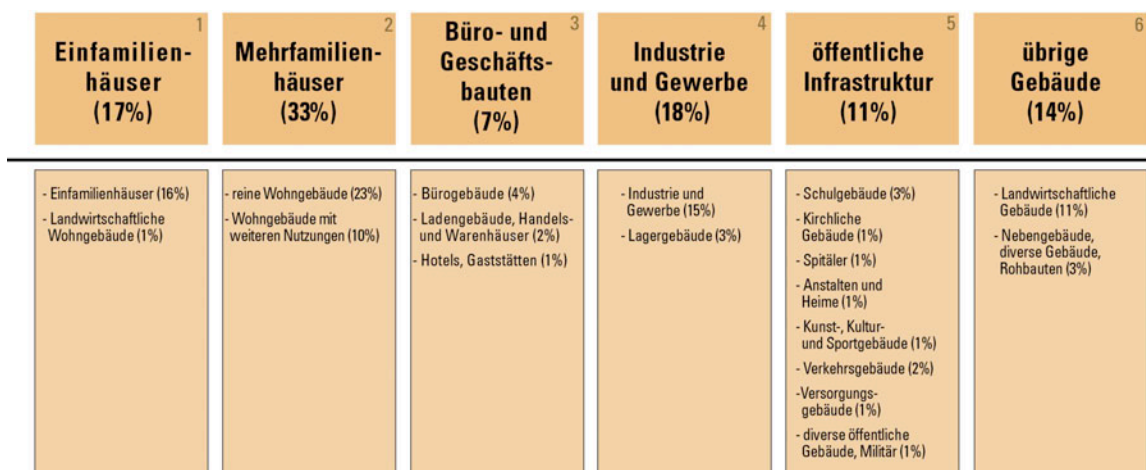 1
Einfamilien-
häuser
(17%)
2
Mehrfamilien-
häuser
(33%)
3
Büro- und
Geschäfts-
bauten
(7%)
4
Industrie
und Gewerbe
(18%)
5
öffentliche
Infrastruktur
(11%)
6
übrige
Gebäude
(14%)
- Einfamilienhäuser (16%)
- Landwirtschaftliche
Wohngebäude (1%)
- reine Wohngebäude (23%)
- Wohngebäude mit
weiteren Nutzungen (10%)
- Bürogebäude (4%)
- Ladengebäude, Handels-
und Warenhäuser (2%)
- Hotels, Gaststätten (1%)
- Industrie und
Gewerbe (15%)
- Lagergebäude (3%)
- Schulgebäude (3%)
- Kirchliche
Gebäude (1%)
- Spitäler (1%)
- Anstalten und
Heime (1%)
- Kunst-, Kultur-
und Sportgebäude (1%)
- Verkehrsgebäude (2%)
-Versorgungs-
gebäude (1%)
- diverse öffentliche
Gebäude, Militär (1%)
- Landwirtschaftliche
Gebäude (11%)
- Nebengebäude,
diverse Gebäude,
Rohbauten (3%)